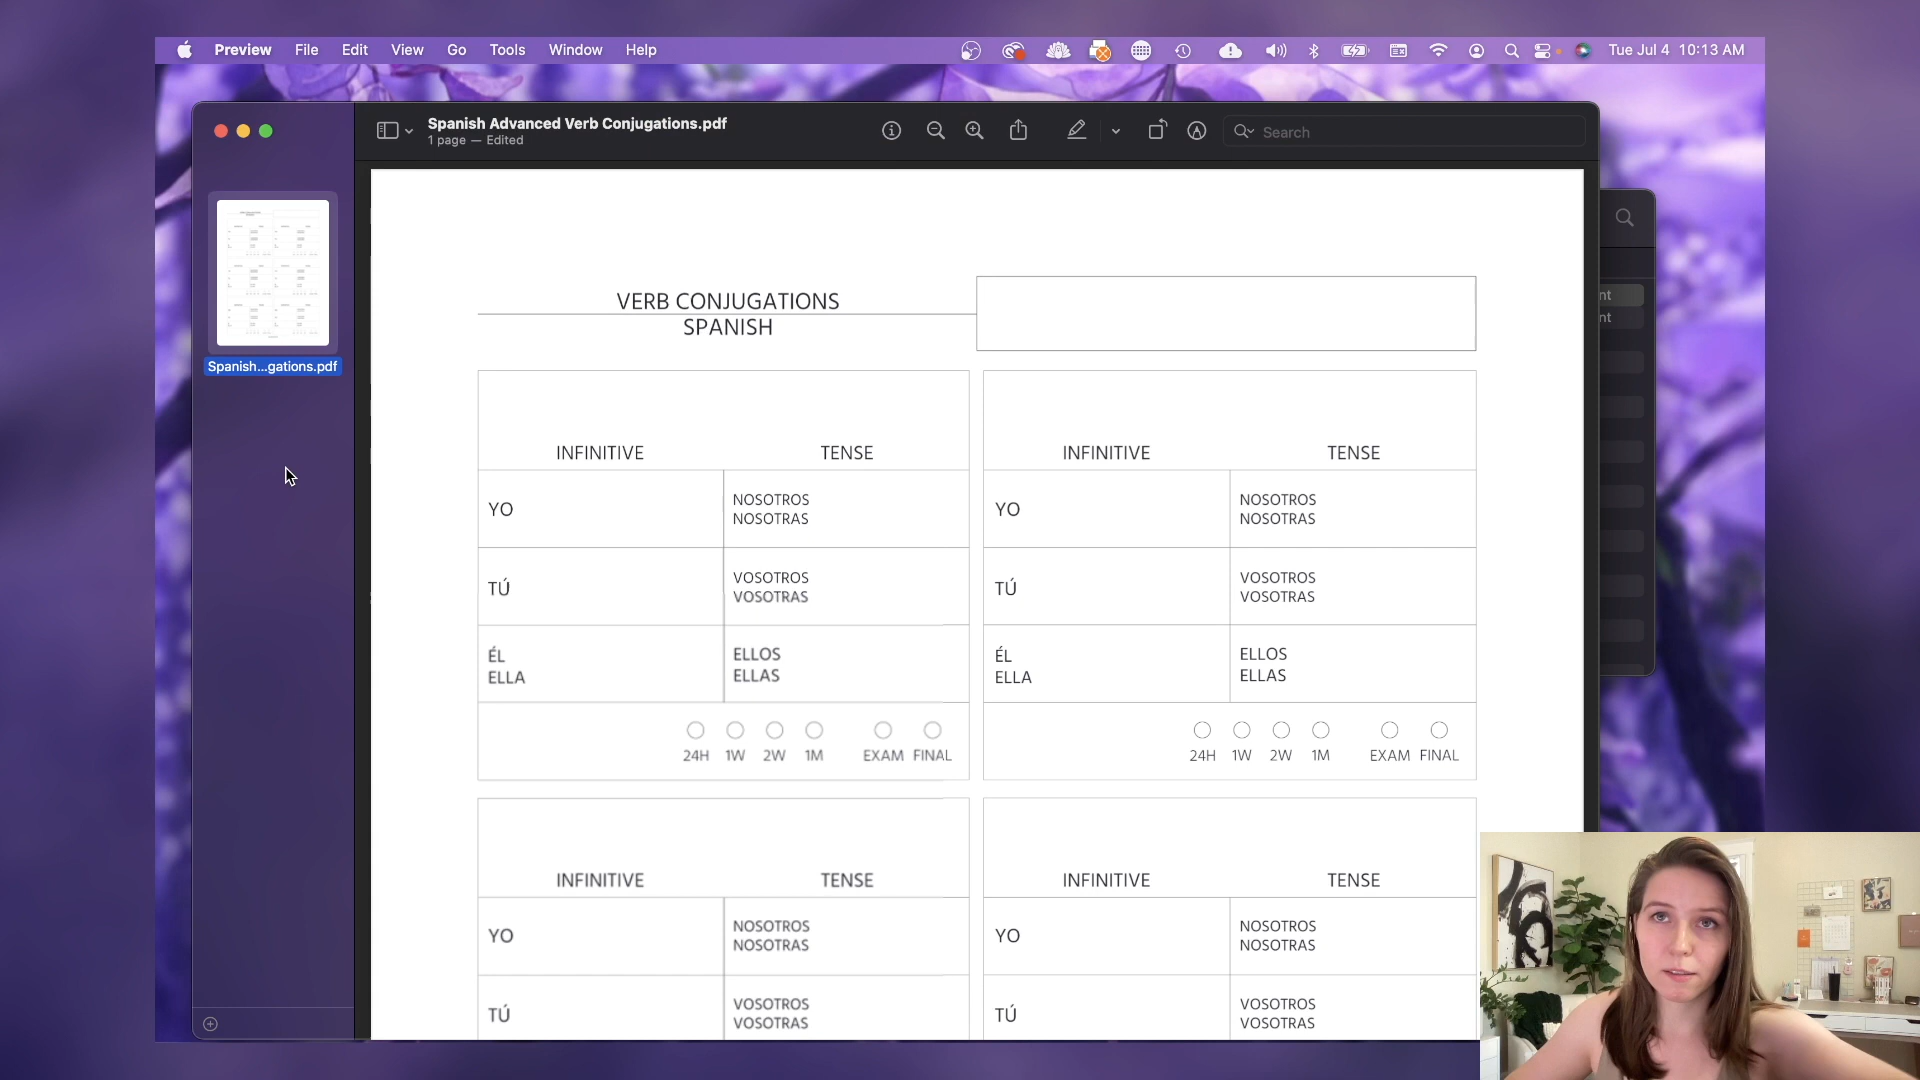 Preview File Edit View Go Tools Window Help Tue Jul 4 10:13 AM
Spanish Advanced Verb Conjugations.pdf
1 page — Edited
Search
Spanish...gations.pdf
nt
nt
VERB CONJUGATIONS
SPANISH
INFINITIVE TENSE
YO NOSOTROS
NOSOTRAS
TÚ VOSOTROS
VOSOTRAS
ÉL ELLOS
ELLA ELLAS
24H 1W 2W 1M EXAM FINAL
INFINITIVE TENSE
YO NOSOTROS
NOSOTRAS
TÚ VOSOTROS
VOSOTRAS
ÉL ELLOS
ELLA ELLAS
24H 1W 2W 1M EXAM FINAL
INFINITIVE TENSE
YO NOSOTROS
NOSOTRAS
TÚ VOSOTROS
VOSOTRAS
INFINITIVE TENSE
YO NOSOTROS
NOSOTRAS
TÚ VOSOTROS
VOSOTRAS